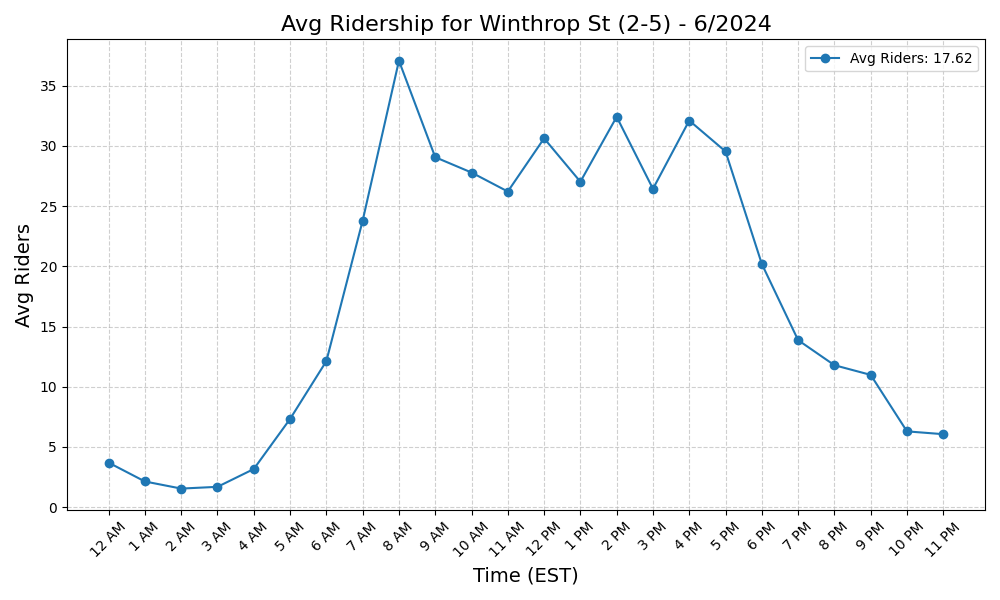 Avg Ridership for Winthrop St (2-5) - 6/2024
Avg Riders: 17.62
Avg Riders
35
30
25
20
15
10
5
0
12 AM
1 AM
2 AM
3 AM
4 AM
5 AM
6 AM
7 AM
8 AM
9 AM
10 AM
11 AM
12 PM
1 PM
2 PM
3 PM
4 PM
5 PM
6 PM
7 PM
8 PM
9 PM
10 PM
11 PM
Time (EST)